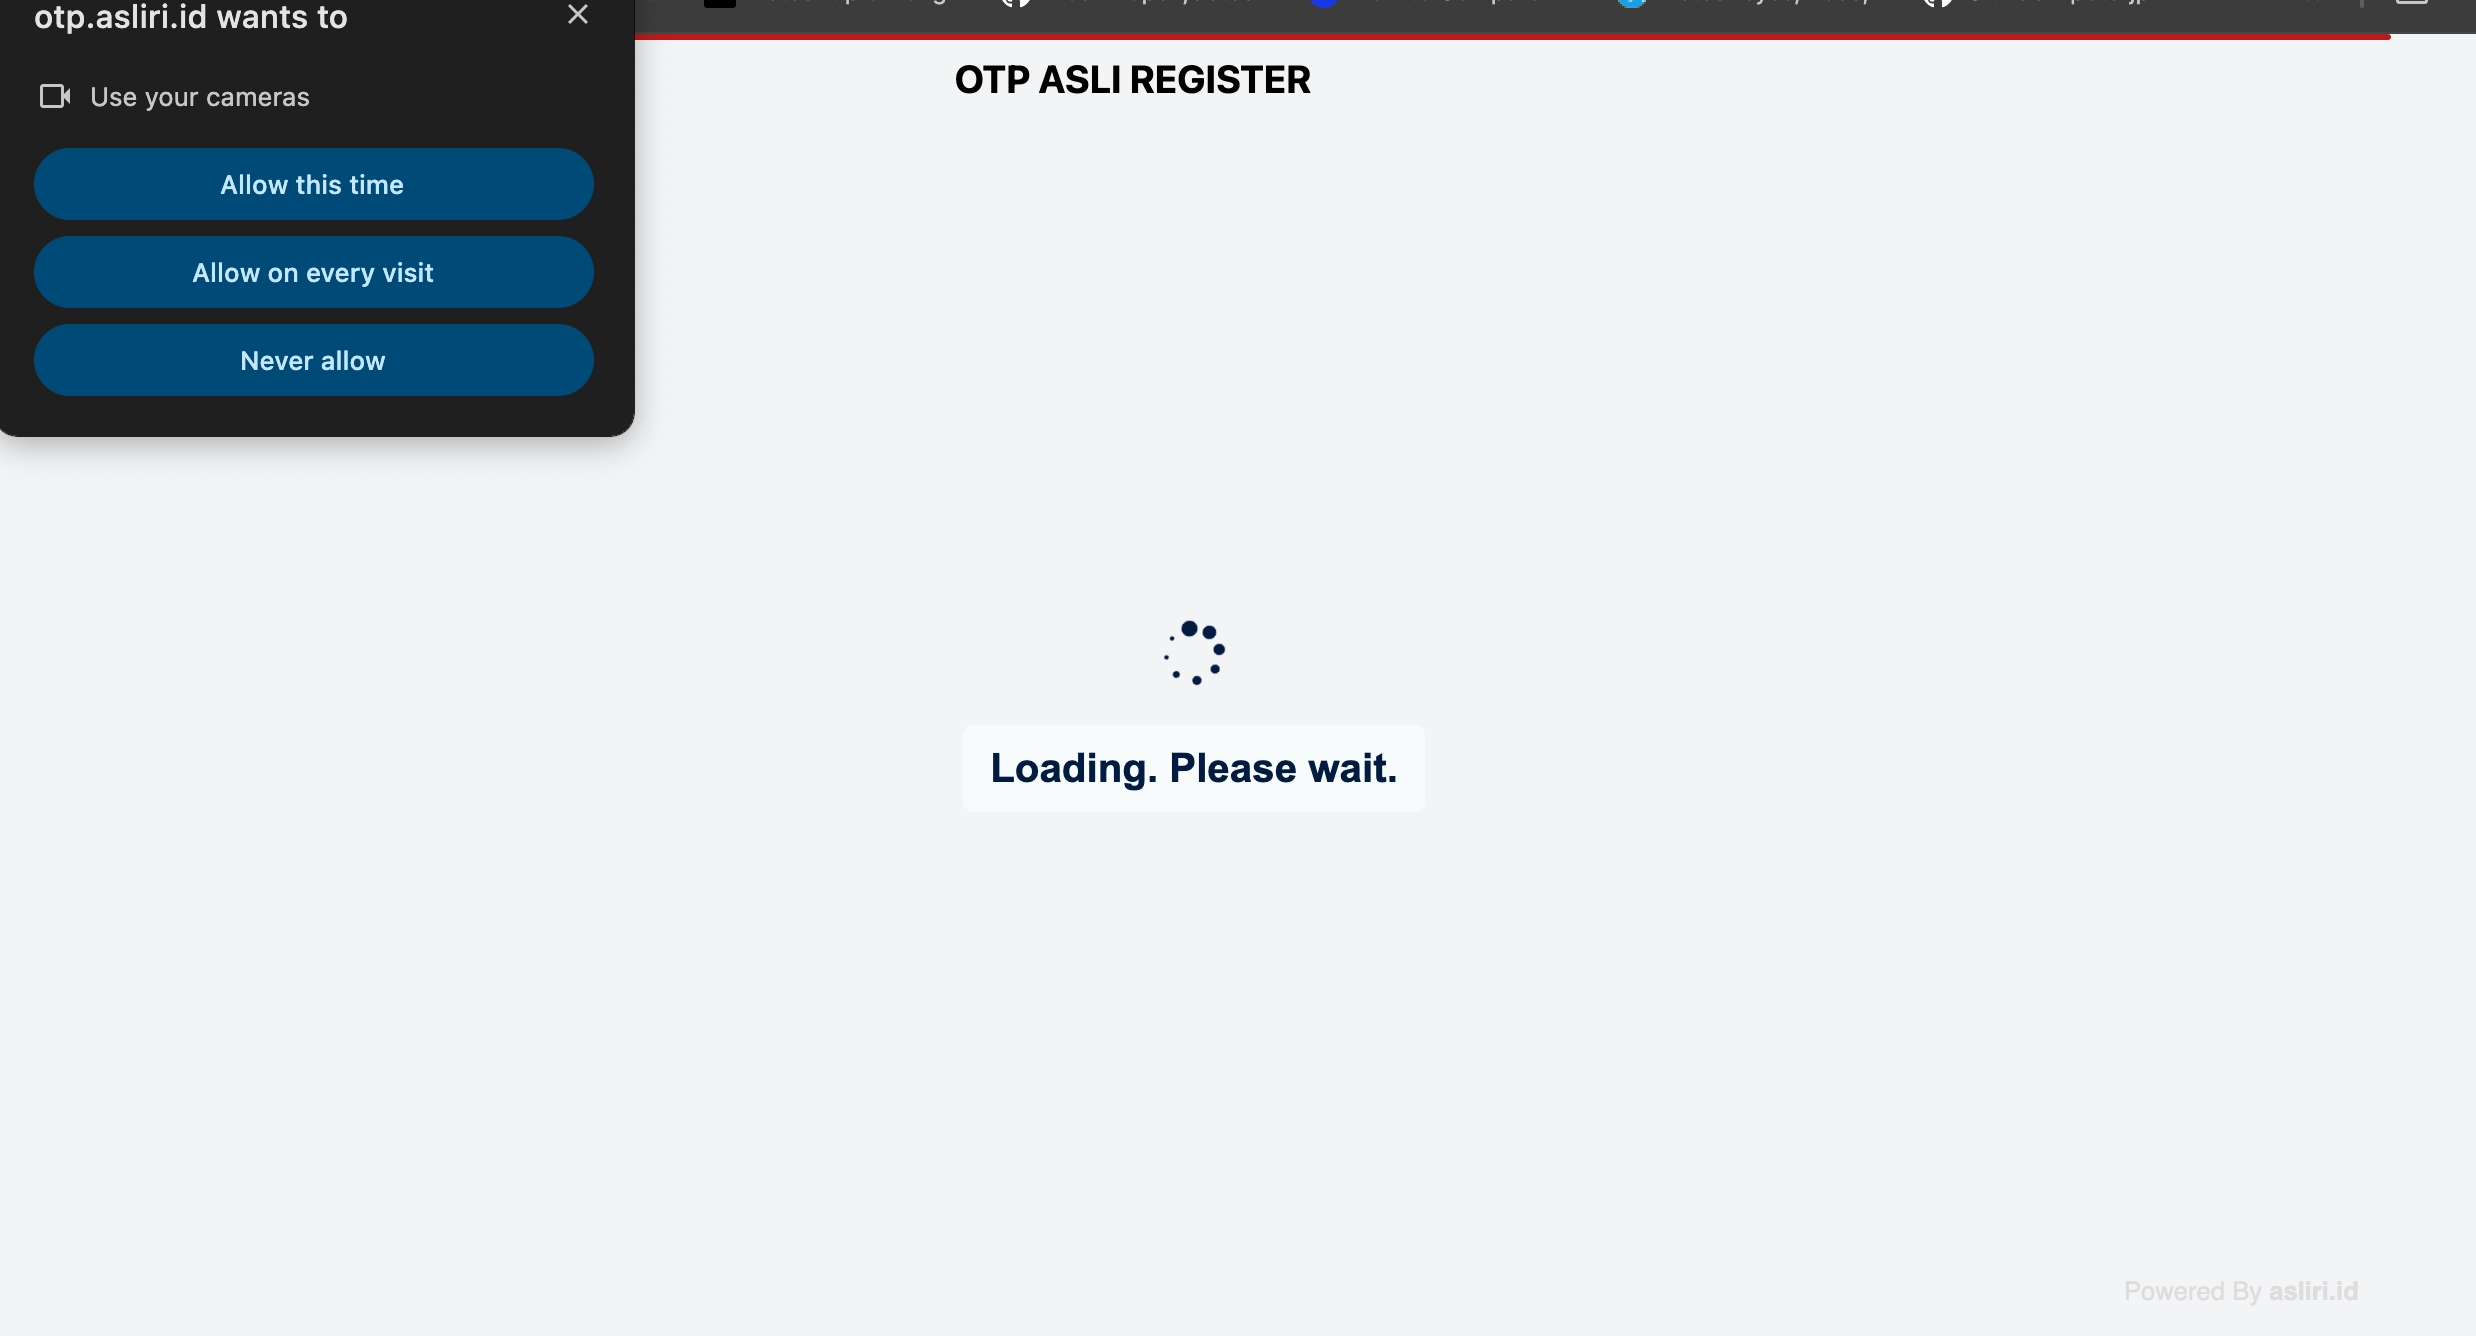 otp.asliri.id wants to
Use your cameras
Allow this time
Allow on every visit
Never allow
OTP ASLI REGISTER
Loading. Please wait.
Powered By asliri.id